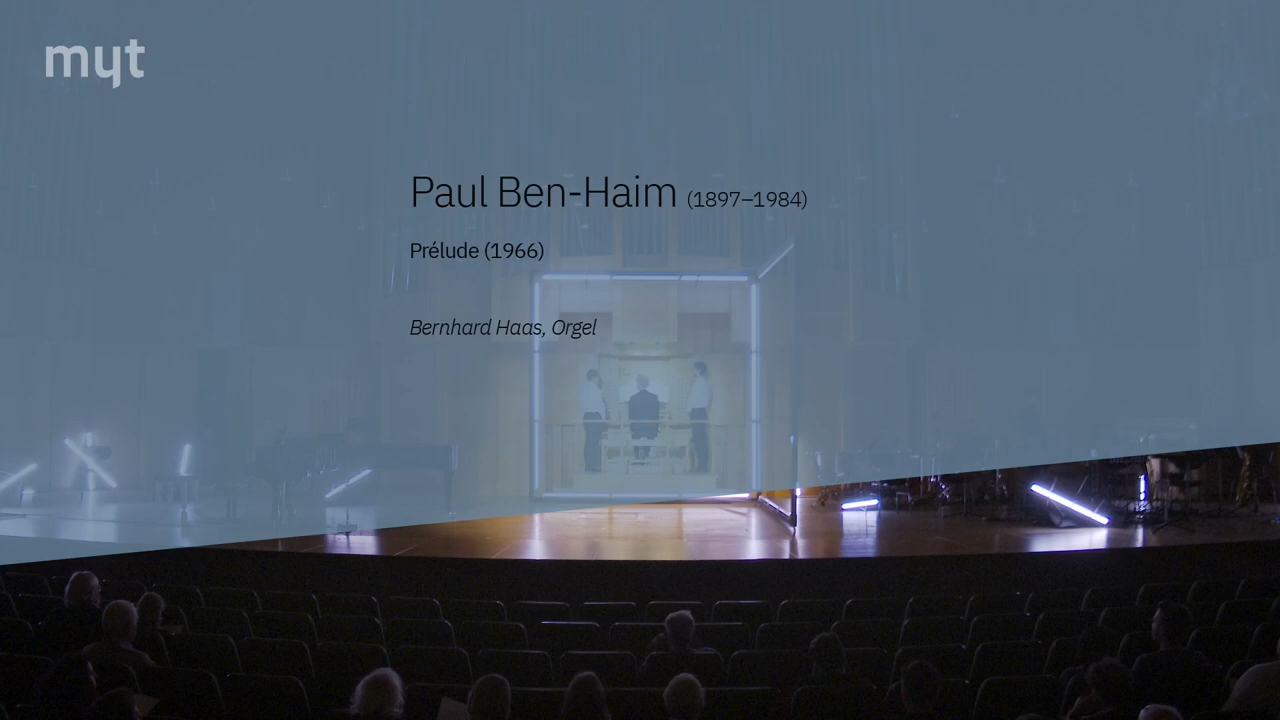 myt
Paul Ben-Haim (1897–1984)
Prélude (1966)
Bernhard Haas, Orgel